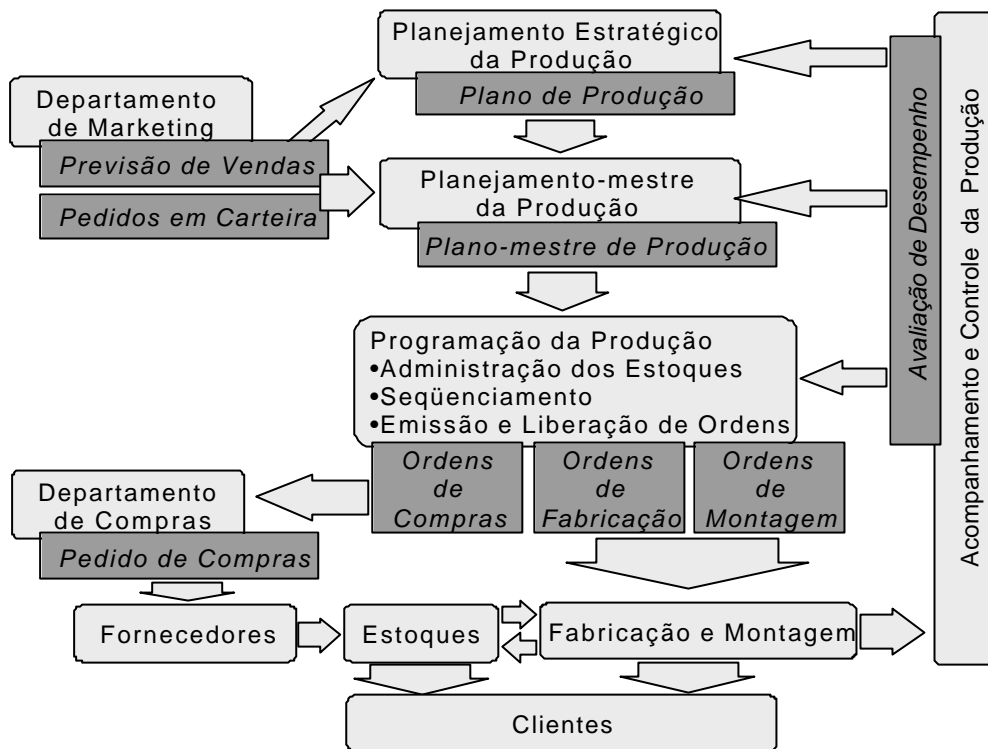 Planejamento Estratégico
da Produção
Plano de Produção
Departamento
de Marketing
Previsão de Vendas
Pedidos em Carteira
Planejamento-mestre
da Produção
Plano-mestre de Produção
Programação da Produção
•Administração dos Estoques
•Seqüenciamento
•Emissão e Liberação de Ordens
Ordens
de
Compras
Ordens
de
Fabricação
Ordens
de
Montagem
Departamento
de Compras
Pedido de Compras
Fornecedores
Estoques
Fabricação e Montagem
Clientes
Avaliação de Desempenho
Acompanhamento e Controle da Produção